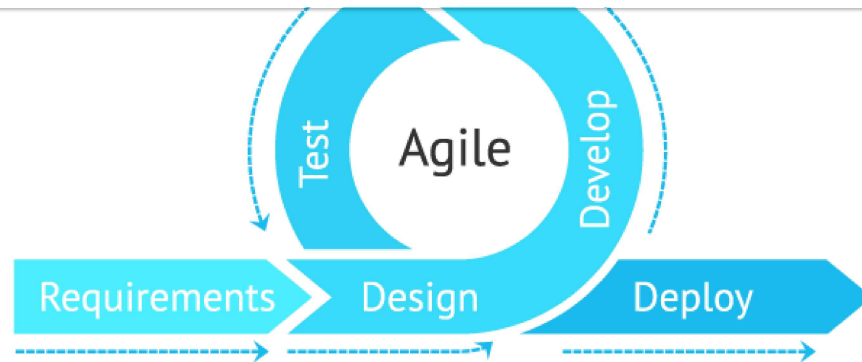 Test
Agile
Develop
Requirements
Design
Deploy